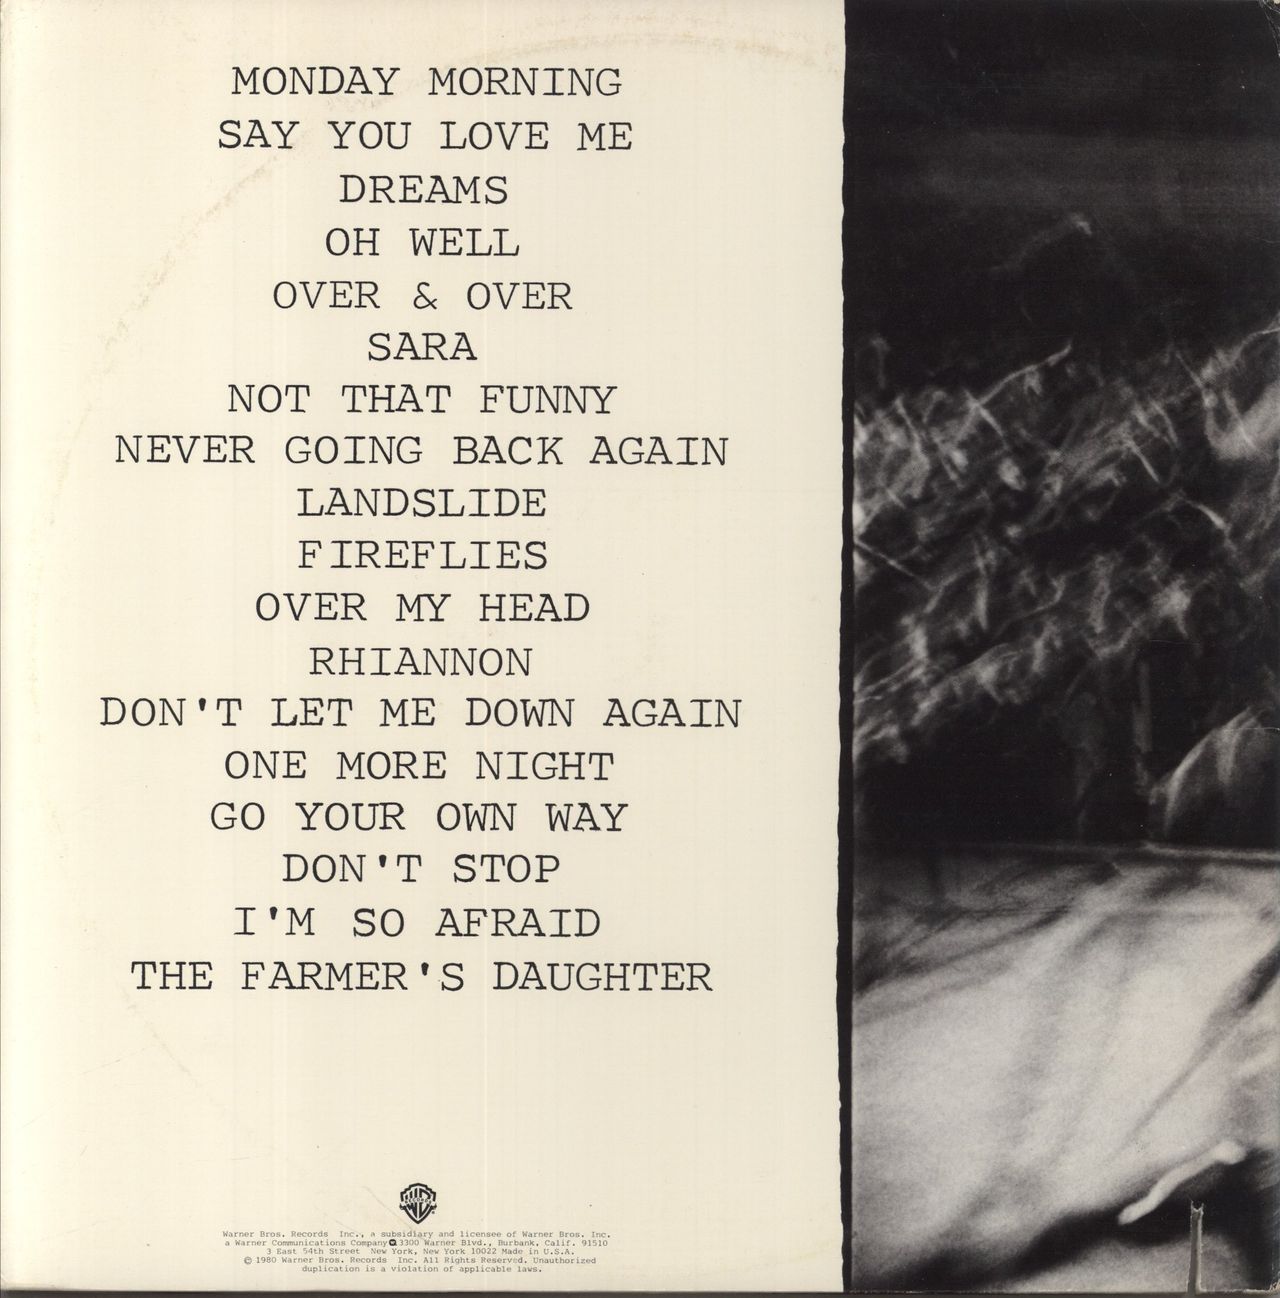 MONDAY MORNING
SAY YOU LOVE ME
DREAMS
OH WELL
OVER & OVER
SARA
NOT THAT FUNNY
NEVER GOING BACK AGAIN
LANDSLIDE
FIREFLIES
OVER MY HEAD
RHIANNON
DON'T LET ME DOWN AGAIN
ONE MORE NIGHT
GO YOUR OWN WAY
DON'T STOP
I'M SO AFRAID
THE FARMER'S DAUGHTER
Warner Bros. Records Inc., a subsidiary and licensee of Warner Bros. Inc.
a Warner Communications Company 3300 Warner Blvd., Burbank, Calif. 91510
3 East 54th Street New York, New York 10022 Made in U.S.A.
© 1980 Warner Bros. Records Inc. All Rights Reserved. Unauthorized
duplication is a violation of applicable laws.